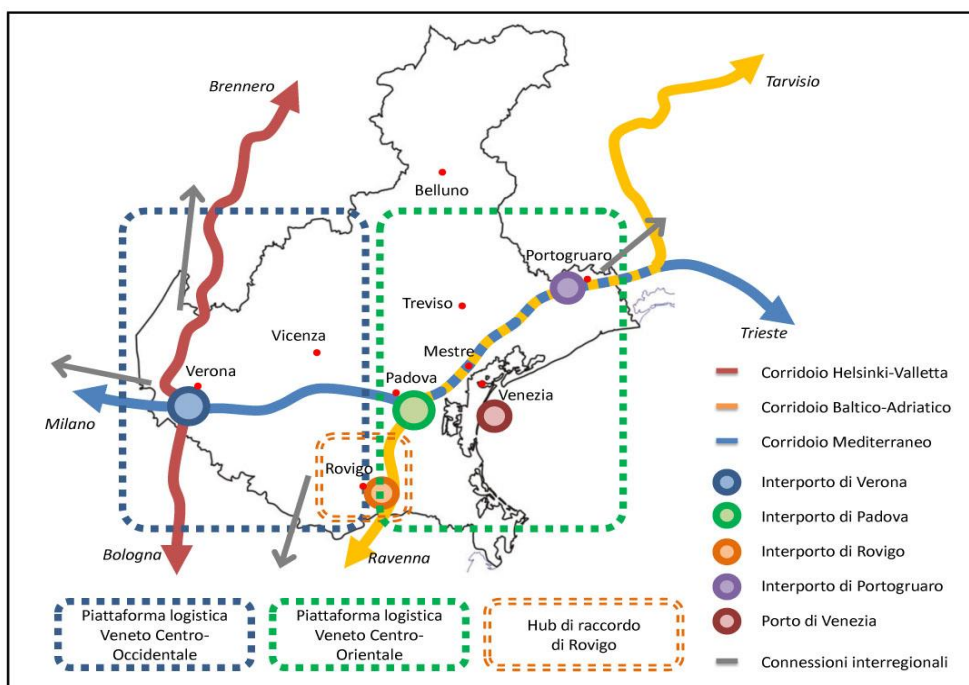 Brennero
Tarvisio
Belluno
Portogruaro
Treviso
Vicenza
Mestre
Trieste
Verona
Padova
Venezia
Milano
Rovigo
Bologna
Ravenna
Corridoio Helsinki-Valletta
Corridoio Baltico-Adriatico
Corridoio Mediterraneo
Interporto di Verona
Interporto di Padova
Interporto di Rovigo
Interporto di Portogruaro
Porto di Venezia
Connessioni interregionali
Piattaforma logistica
Veneto Centro-
Occidentale
Piattaforma logistica
Veneto Centro-
Orientale
Hub di raccordo
di Rovigo